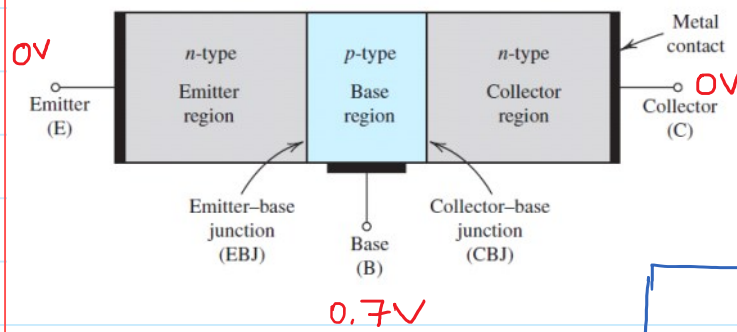 Metal
contact
0V
n-type
p-type
n-type
Emitter
region
Base
region
Collector
region
0V
Emitter
(E)
Collector
(C)
Emitter–base
junction
(EBJ)
Collector–base
junction
(CBJ)
Base
(B)
0.7V